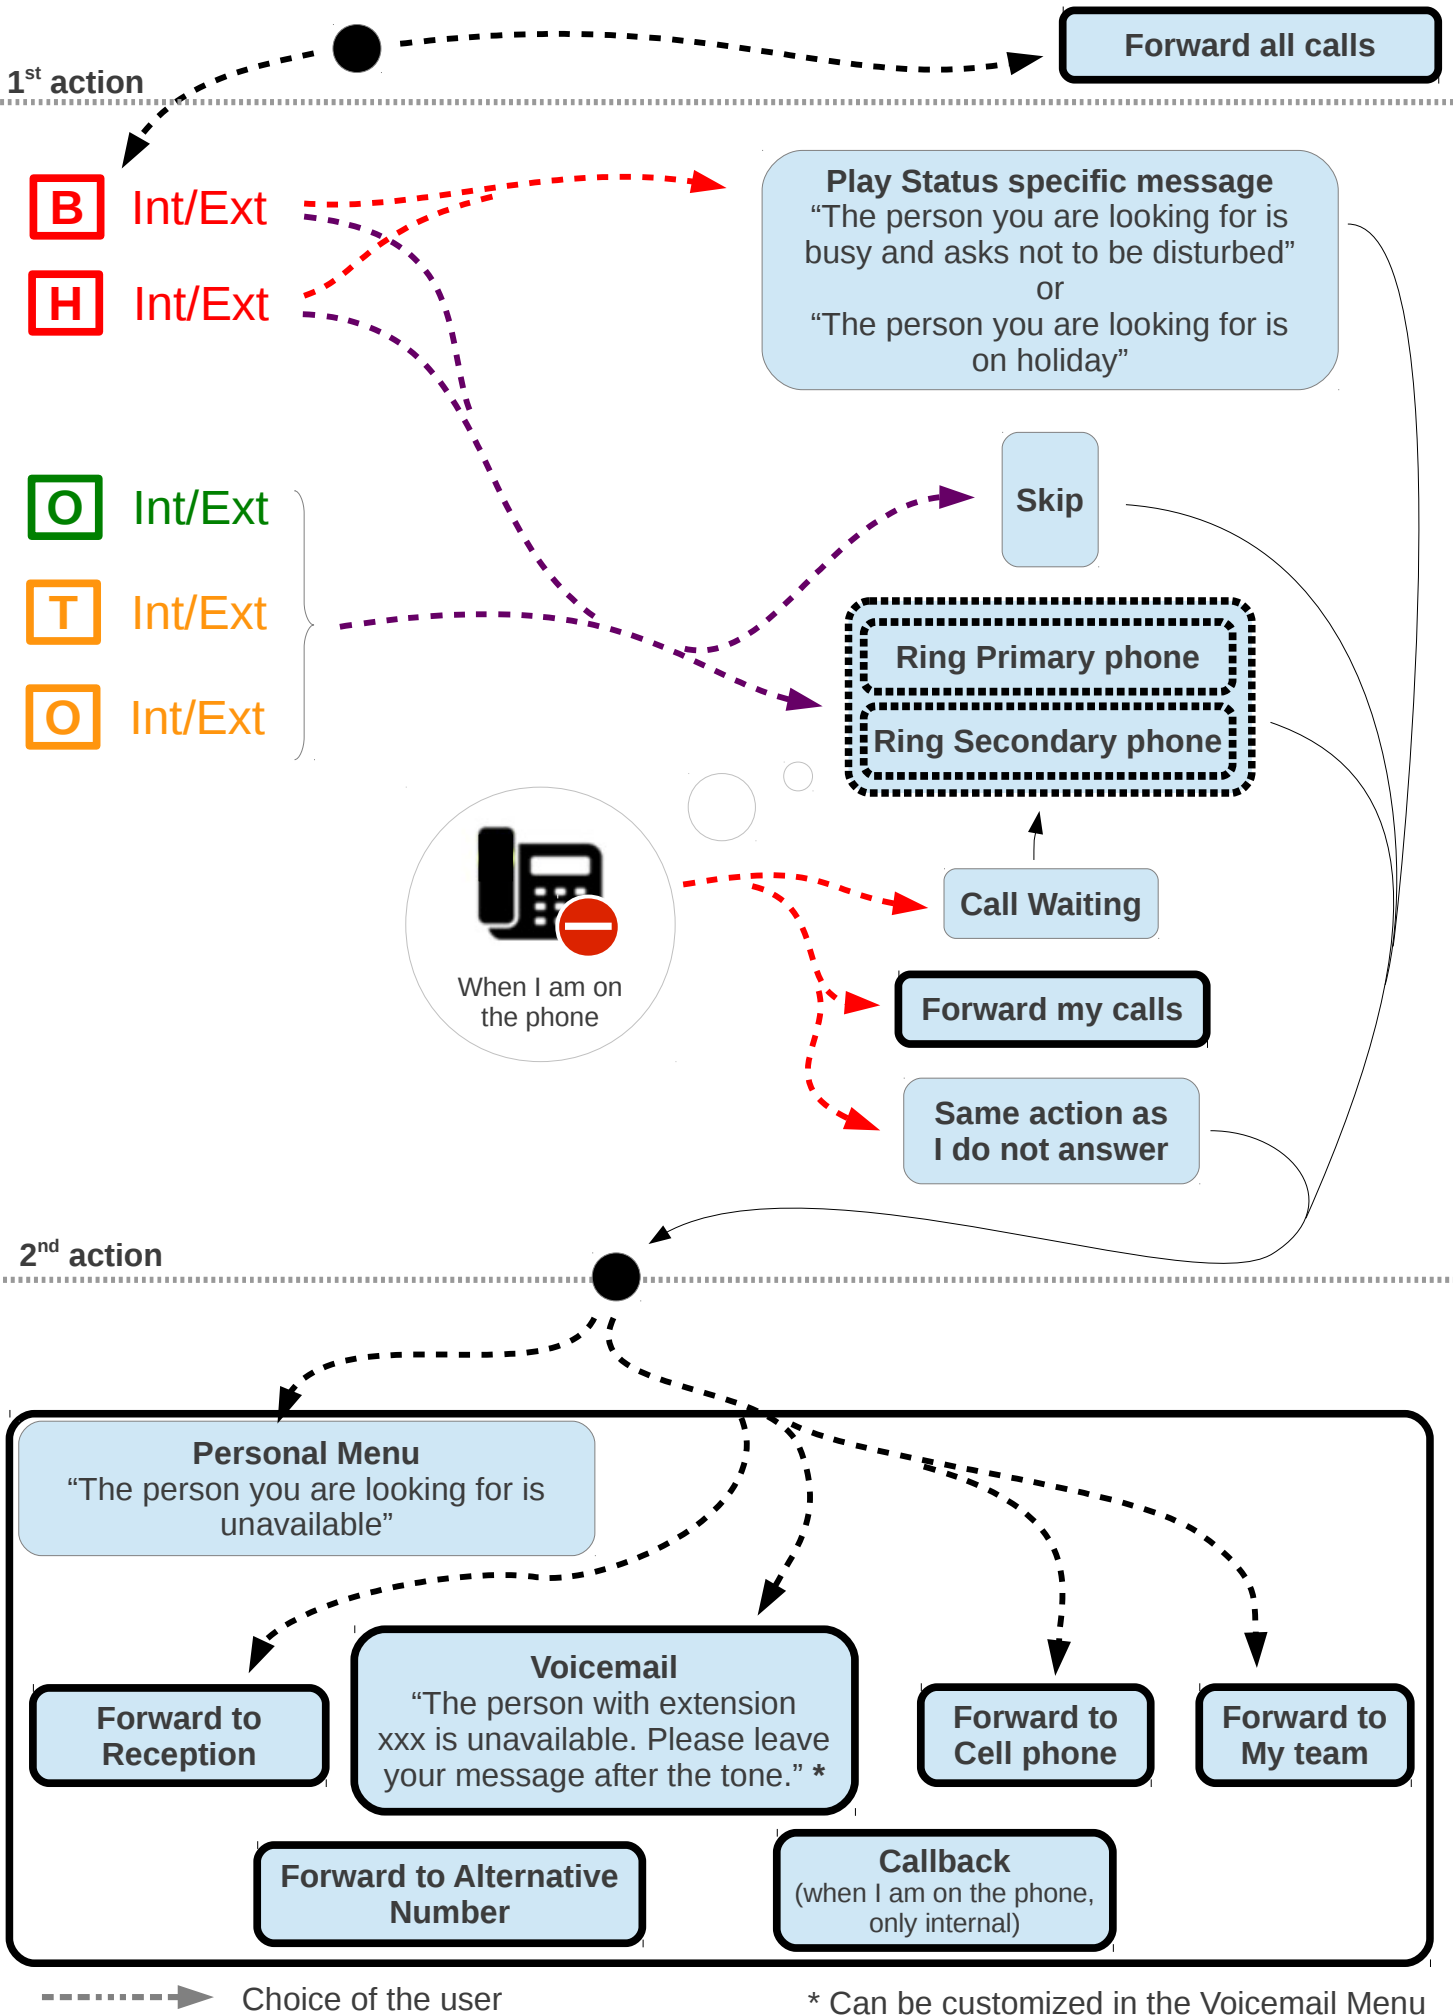 Forward all calls
1st action
B Int/Ext
Play Status specific message
“The person you are looking for is
busy and asks not to be disturbed”
or
“The person you are looking for is
on holiday”
H Int/Ext
O Int/Ext
Skip
T Int/Ext
Ring Primary phone
O Int/Ext
Ring Secondary phone
When I am on
the phone
Call Waiting
Forward my calls
Same action as
I do not answer
2nd action
Personal Menu
“The person you are looking for is
unavailable”
Forward to
Reception
Voicemail
“The person with extension
xxx is unavailable. Please leave
your message after the tone.” *
Forward to
Cell phone
Forward to
My team
Forward to Alternative
Number
Callback
(when I am on the phone,
only internal)
Choice of the user
* Can be customized in the Voicemail Menu